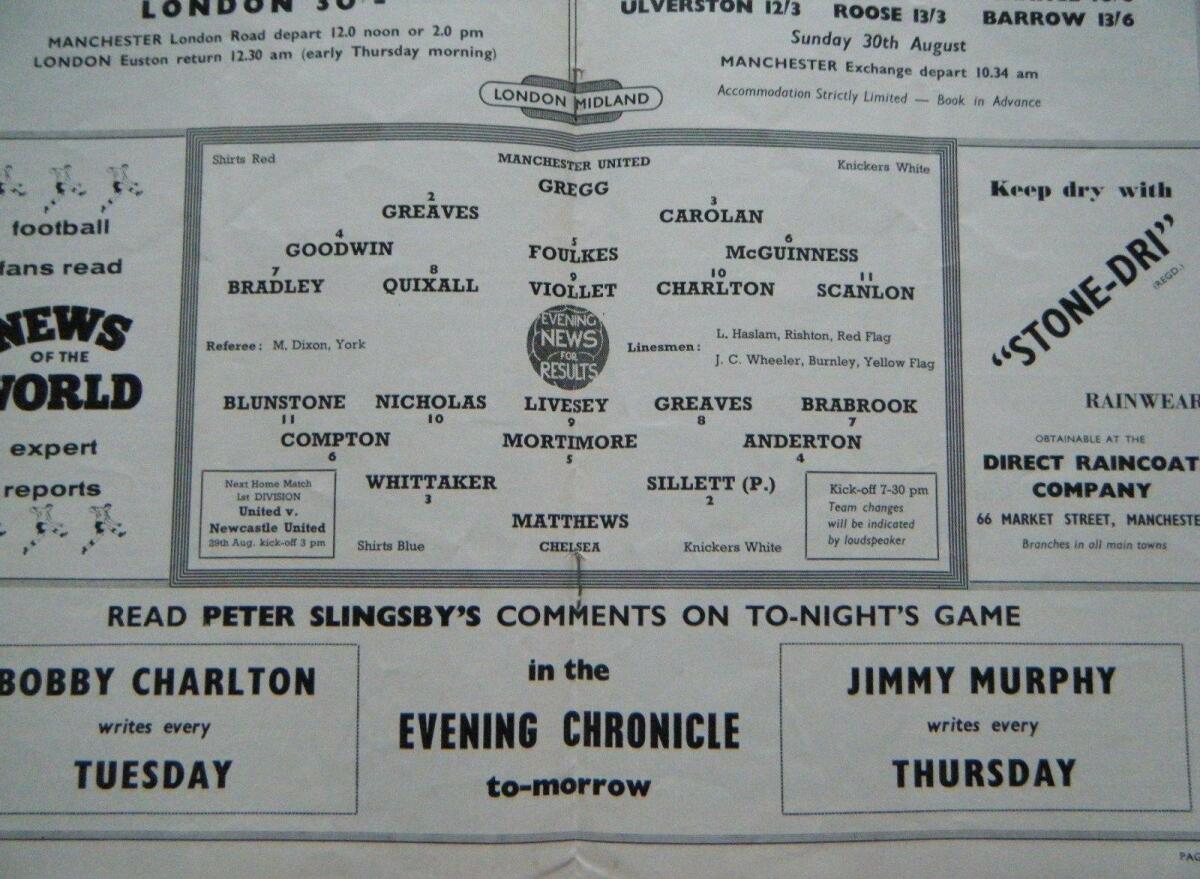 LONDON
MANCHESTER London Road depart 12.0 noon or 2.0 pm
LONDON Euston return 12.30 am (early Thursday morning)
ULVERSTON 12/3 ROOSE 13/3 BARROW 13/6
Sunday 30th August
MANCHESTER Exchange depart 10.34 am
Accommodation Strictly Limited — Book in Advance
LONDON MIDLAND
Shirts Red
MANCHESTER UNITED
Knickers White
GREGG
2 3
GREAVES CAROLAN
4 5 6
GOODWIN FOULKES McGUINNESS
7 8 9 10 11
BRADLEY QUIXALL VIOLLET CHARLTON SCANLON
Referee: M. Dixon, York
EVENING
NEWS
FOR
RESULTS
Linesmen:
L. Haslam, Rishton, Red Flag
J. C. Wheeler, Burnley, Yellow Flag
BLUNSTONE NICHOLAS LIVESEY GREAVES BRABROOK
11 10 9 8 7
COMPTON MORTIMORE ANDERTON
6 5 4
WHITTAKER SILLETT (P.)
3 2
MATTHEWS
Shirts Blue
CHELSEA
Knickers White
Next Home Match
1st DIVISION
United v.
Newcastle United
29th Aug. kick-off 3 pm
Kick-off 7-30 pm
Team changes
will be indicated
by loudspeaker
football
fans read
NEWS
OF THE
WORLD
expert
reports
Keep dry with
"STONE-DRI"
(REGD.)
RAINWEAR
OBTAINABLE AT THE
DIRECT RAINCOAT
COMPANY
66 MARKET STREET, MANCHESTE
Branches in all main towns
READ PETER SLINGSBY'S COMMENTS ON TO-NIGHT'S GAME
in the
EVENING CHRONICLE
to-morrow
BOBBY CHARLTON
writes every
TUESDAY
JIMMY MURPHY
writes every
THURSDAY
PAG